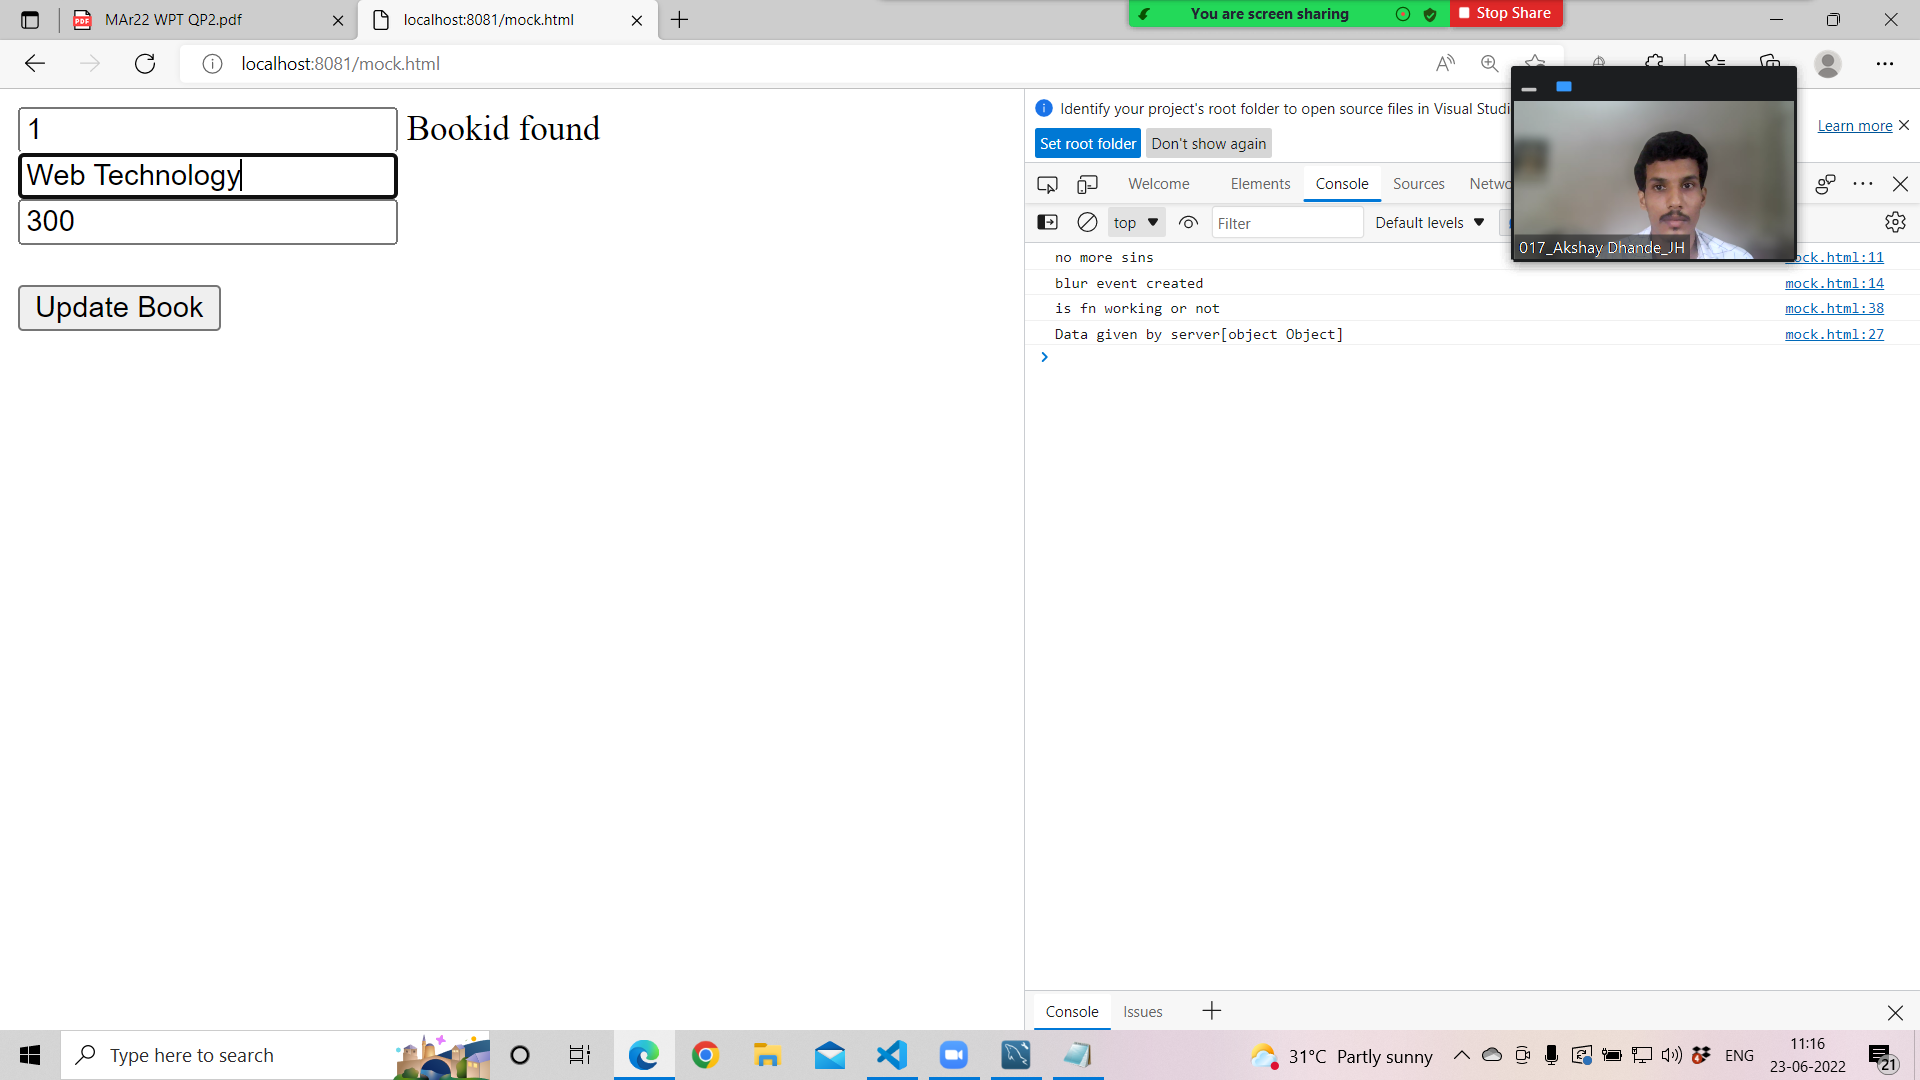 MAr22 WPT QP2.pdf
localhost:8081/mock.html
You are screen sharing
Stop Share
localhost:8081/mock.html
1
Bookid found
Web Technology
300
Update Book
Identify your project's root folder to open source files in Visual Studi
Learn more
Set root folder
Don't show again
Welcome
Elements
Console
Sources
Netwo
top
Filter
Default levels
017_Akshay Dhande_JH
no more sins
ock.html:11
blur event created
mock.html:14
is fn working or not
mock.html:38
Data given by server[object Object]
mock.html:27
Console
Issues
Type here to search
31°C Partly sunny
ENG
11:16
23-06-2022
21